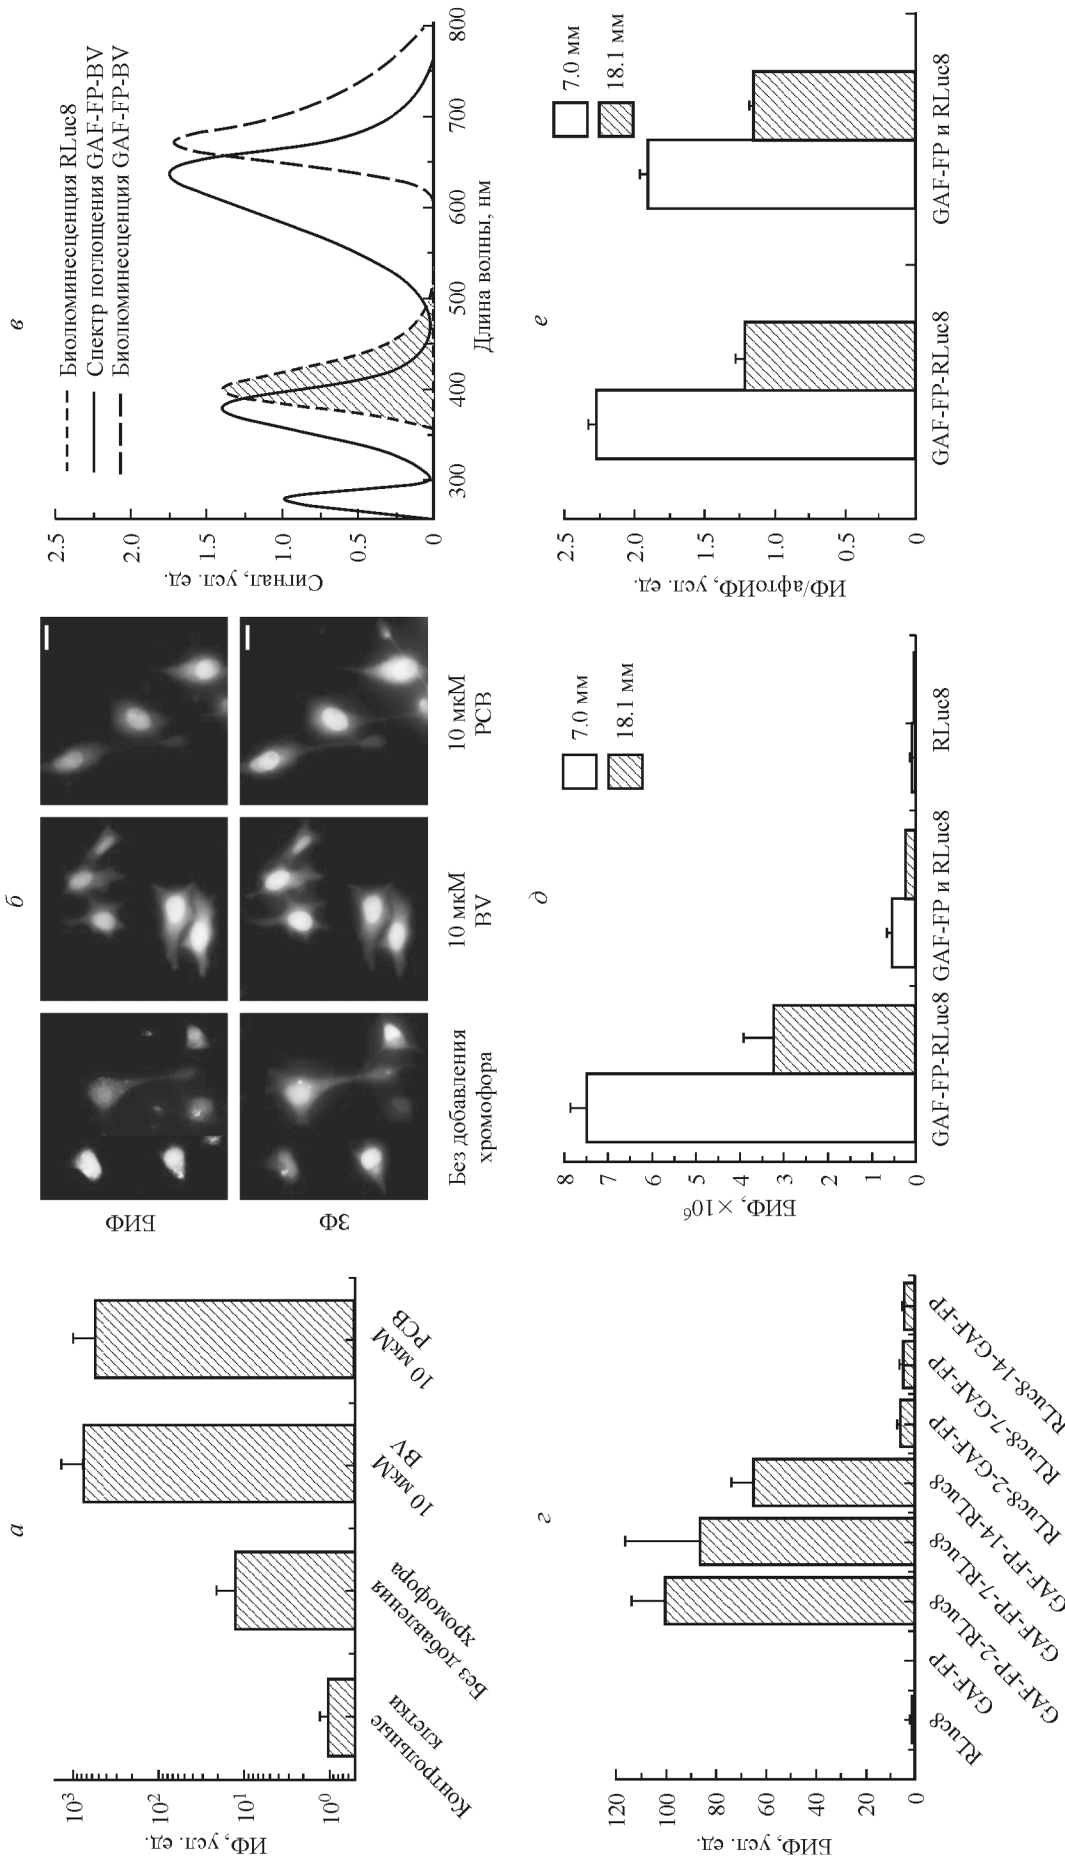 а
ИФ, усл. ед.
10³
10²
10¹
10⁰
Контрольные
клетки
Без добавления
хромофора
10 мкМ
BV
10 мкМ
PCB
б
БИФ
ЗФ
Без добавления
хромофора
10 мкМ
BV
10 мкМ
PCB
в
Биолюминесценция RLuc8
Спектр поглощения GAF-FP-BV
Биолюминесценция GAF-FP-BV
Сигнал, усл. ед.
2.5
2.0
1.5
1.0
0.5
0
300 400 500 600 700 800
Длина волны, нм
г
БИФ, усл. ед.
120
100
80
60
40
20
0
RLuc8
GAF-FP
GAF-FP-2-RLuc8
GAF-FP-7-RLuc8
GAF-FP-14-RLuc8
RLuc8-2-GAF-FP
RLuc8-7-GAF-FP
RLuc8-14-GAF-FP
д
7.0 мм
18.1 мм
БИФ, ×10⁶
8
7
6
5
4
3
2
1
0
GAF-FP-RLuc8 GAF-FP и RLuc8 RLuc8
е
7.0 мм
18.1 мм
ИФ/афтоИФ, усл. ед.
2.5
2.0
1.5
1.0
0.5
0
GAF-FP-RLuc8 GAF-FP и RLuc8